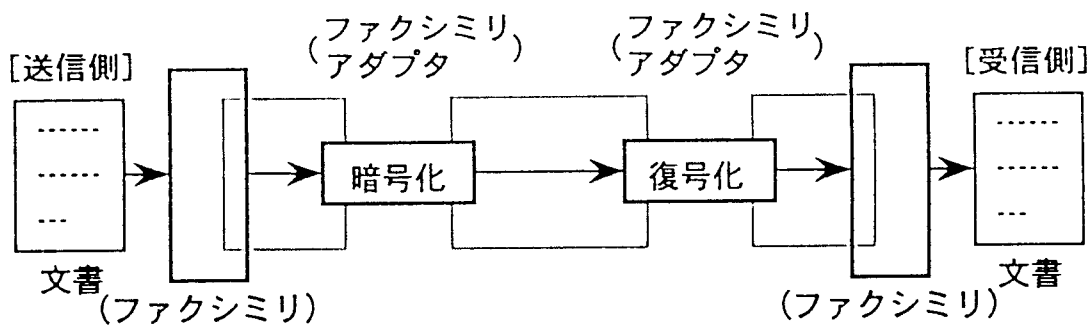 [送信側]
文書
(ファクシミリ)
(ファクシミリ
アダプタ)
暗号化
(ファクシミリ
アダプタ)
復号化
(ファクシミリ)
[受信側]
文書